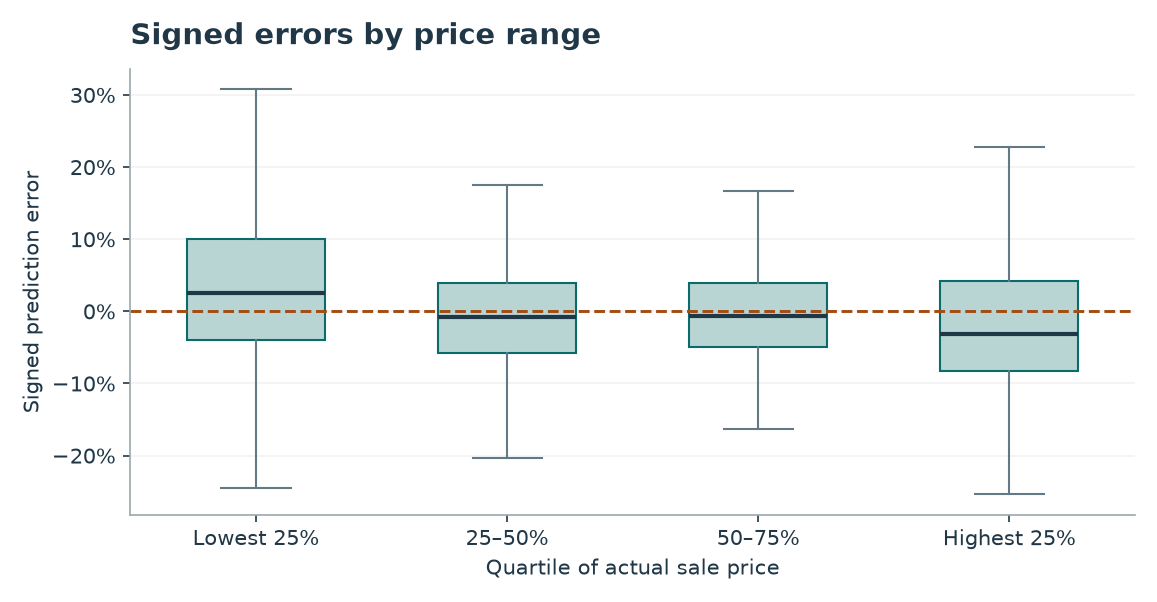 Signed errors by price range
Signed prediction error
30%
20%
10%
0%
−10%
−20%
Lowest 25%
25–50%
50–75%
Highest 25%
Quartile of actual sale price